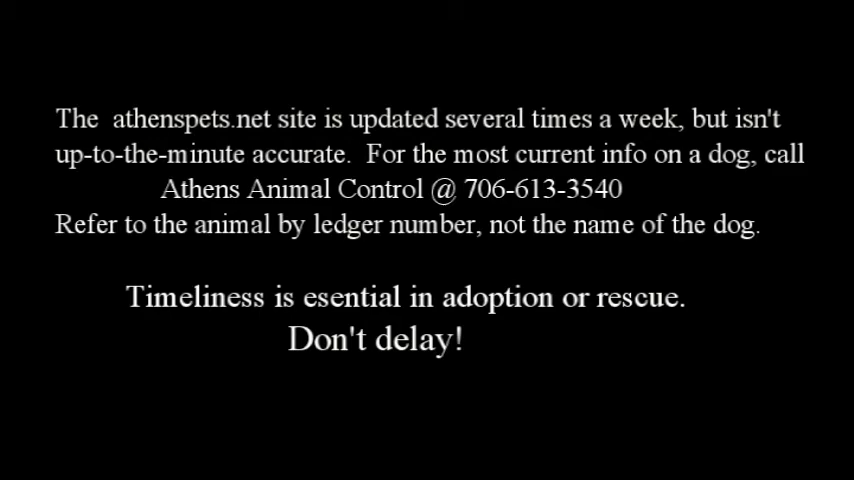 The athenspets.net site is updated several times a week, but isn't
up-to-the-minute accurate. For the most current info on a dog, call
Athens Animal Control @ 706-613-3540
Refer to the animal by ledger number, not the name of the dog.
Timeliness is esential in adoption or rescue.
Don't delay!